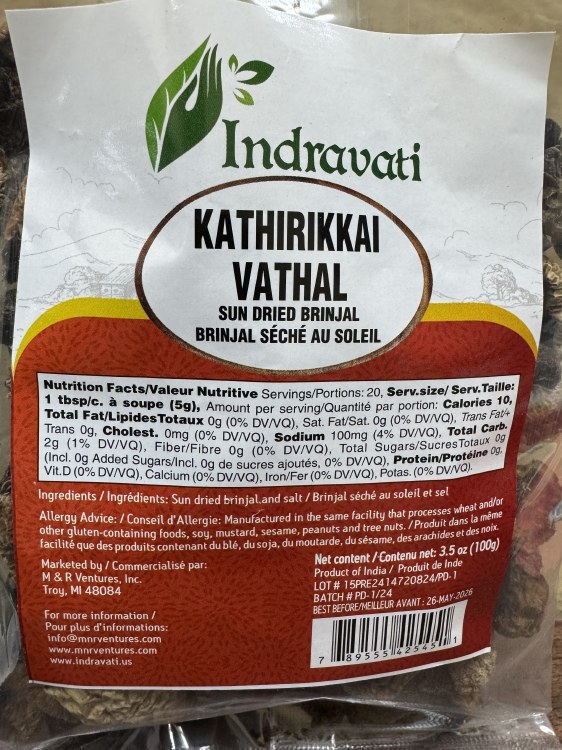 Indravati
KATHIRIKKAI
VATHAL
SUN DRIED BRINJAL
BRINJAL SÉCHÉ AU SOLEIL
Nutrition Facts/Valeur Nutritive Servings/Portions: 20, Serv.size/ Serv.Taille:
1 tbsp/c. à soupe (5g), Amount per serving/Quantité par portion: Calories 10,
Total Fat/LipidesTotaux 0g (0% DV/VQ), Sat. Fat/Sat. 0g (0% DV/VQ), Trans Fat/+
Trans 0g, Cholest. 0mg (0% DV/VQ), Sodium 100mg (4% DV/VQ), Total Carb.
2g (1% DV/VQ), Fiber/Fibre 0g (0% DV/VQ), Total Sugars/SucresTotaux 0g
(Incl. 0g Added Sugars/Incl. 0g de sucres ajoutés, 0% DV/VQ), Protein/Protéine 0g,
Vit.D (0% DV/VQ), Calcium (0% DV/VQ), Iron/Fer (0% DV/VQ), Potas. (0% DV/VQ).
Ingredients / Ingrédients: Sun dried brinjal.and salt / Brinjal séché au soleil et sel
Allergy Advice: / Conseil d'Allergie: Manufactured in the same facility that processes wheat and/or
other gluten-containing foods, soy, mustard, sesame, peanuts and tree nuts. / Produit dans la même
facilité que des produits contenant du blé, du soja, du moutarde, du sésame, des arachides et des noix.
Marketed by / Commercialisé par:
M & R Ventures, Inc.
Troy, MI 48084
For more information /
Pour plus d'informations:
info@mnrventures.com
www.mnrventures.com
www.indravati.us
Net content / Contenu net: 3.5 oz (100g)
Product of India / Produit de Inde
LOT # 15PRE2414720824/PD-1
BATCH # PD-1/24
BEST BEFORE/MEILLEUR AVANT : 26-MAY-2026
7 89555 42545 1